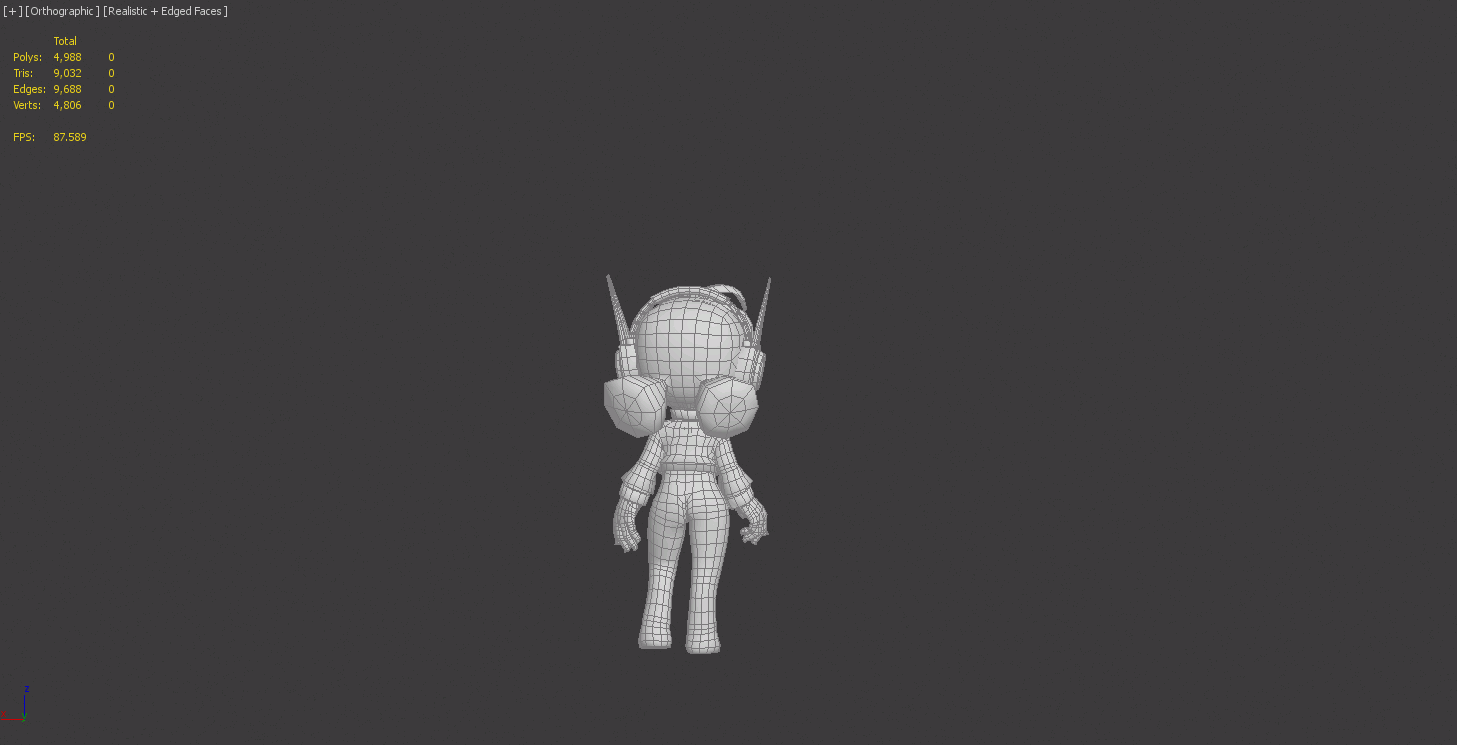 [+] [Orthographic ] [Realistic + Edged Faces ]
Total
Polys: 4,988 0
Tris: 9,032 0
Edges: 9,688 0
Verts: 4,806 0
FPS: 87.589
z